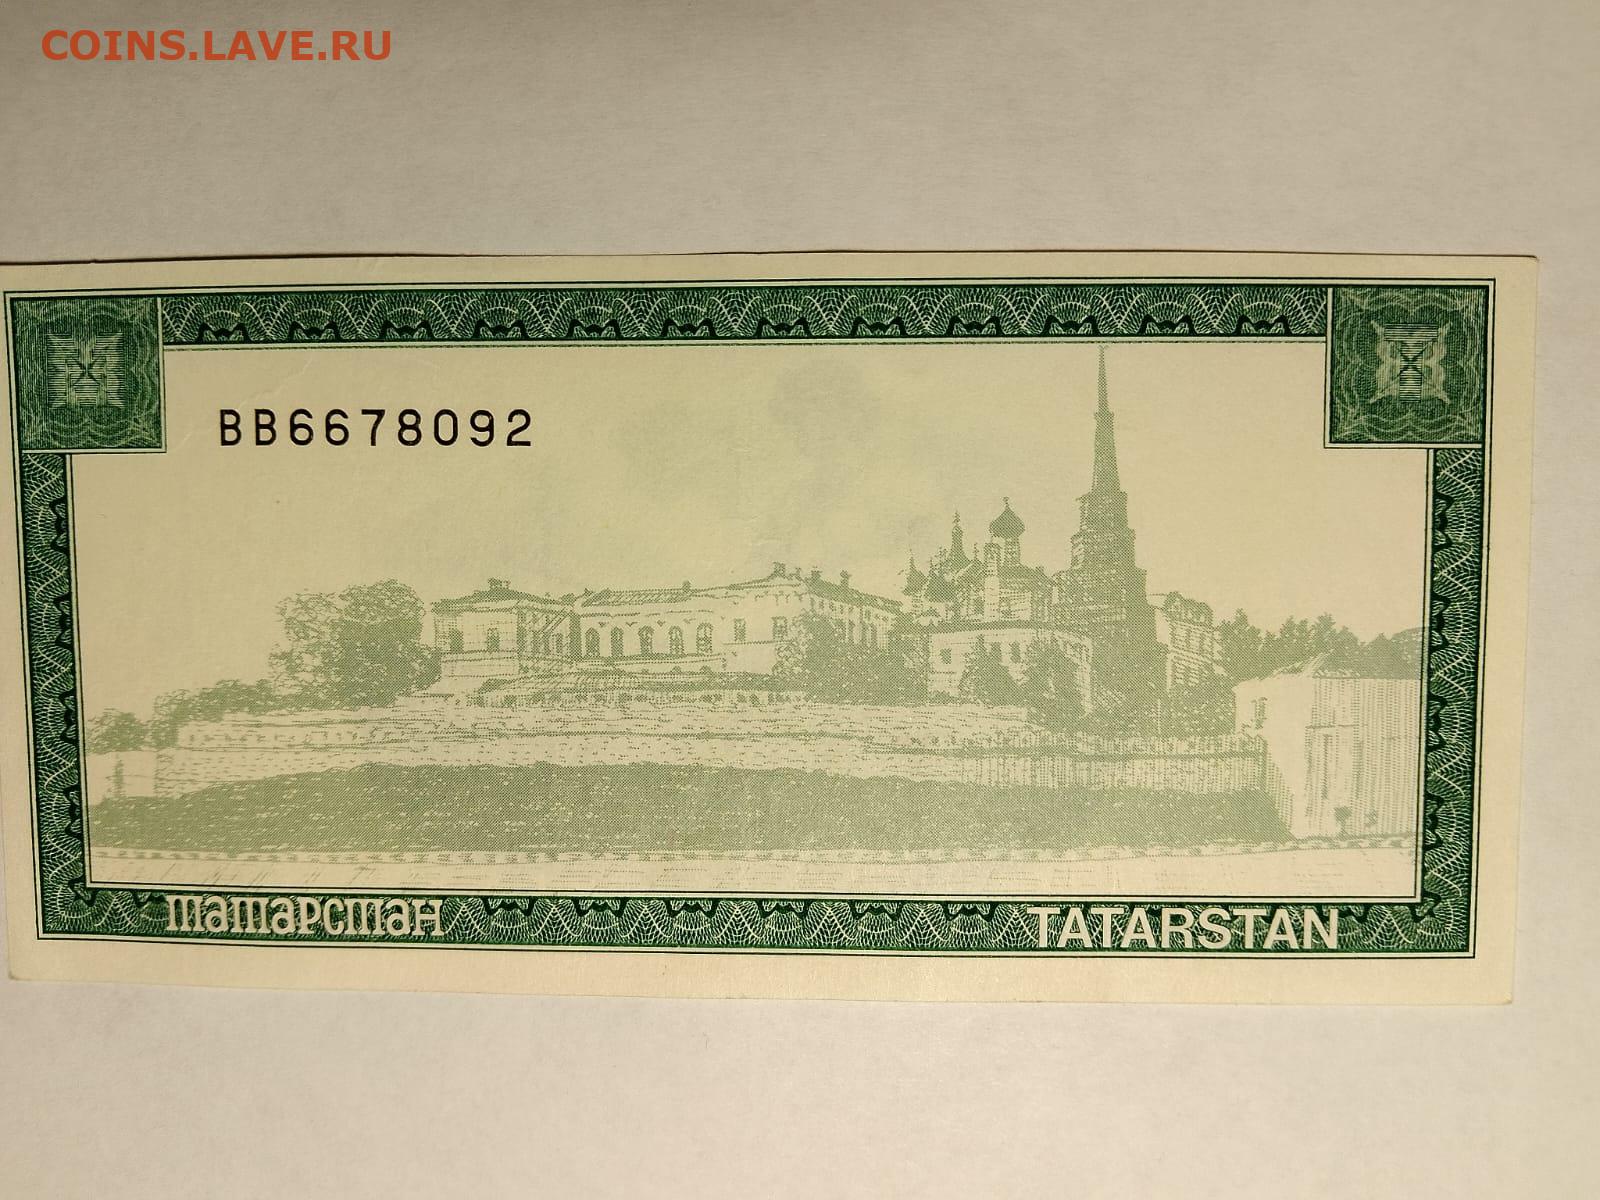 COINS.LAVE.RU
BB6678092
Татарстан TATARSTAN